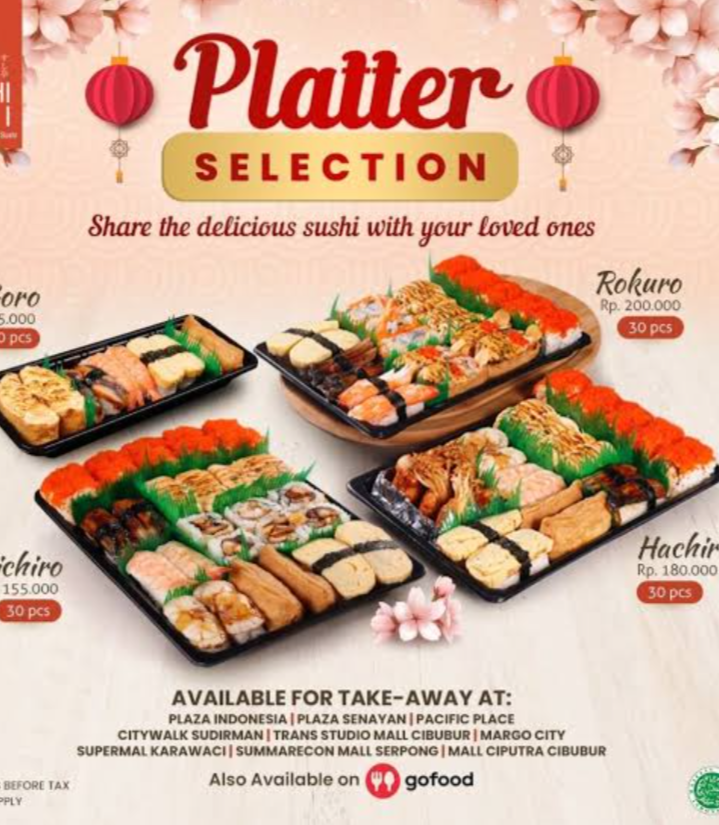 Platter
SELECTION
Share the delicious sushi with your loved ones
Rokuro
Rp. 200.000
30 pcs
155.000
30 pcs
Rp. 180.000
30 pcs
AVAILABLE FOR TAKE-AWAY AT:
PLAZA INDONESIA | PLAZA SENAYAN | PACIFIC PLACE
CITYWALK SUDIRMAN | TRANS STUDIO MALL CIBUBUR | MARGO CITY
SUPERMAL KARAWACI | SUMMARECON MALL SERPONG | MALL CIPUTRA CIBUBUR
Also Available on gofood
BEFORE TAX